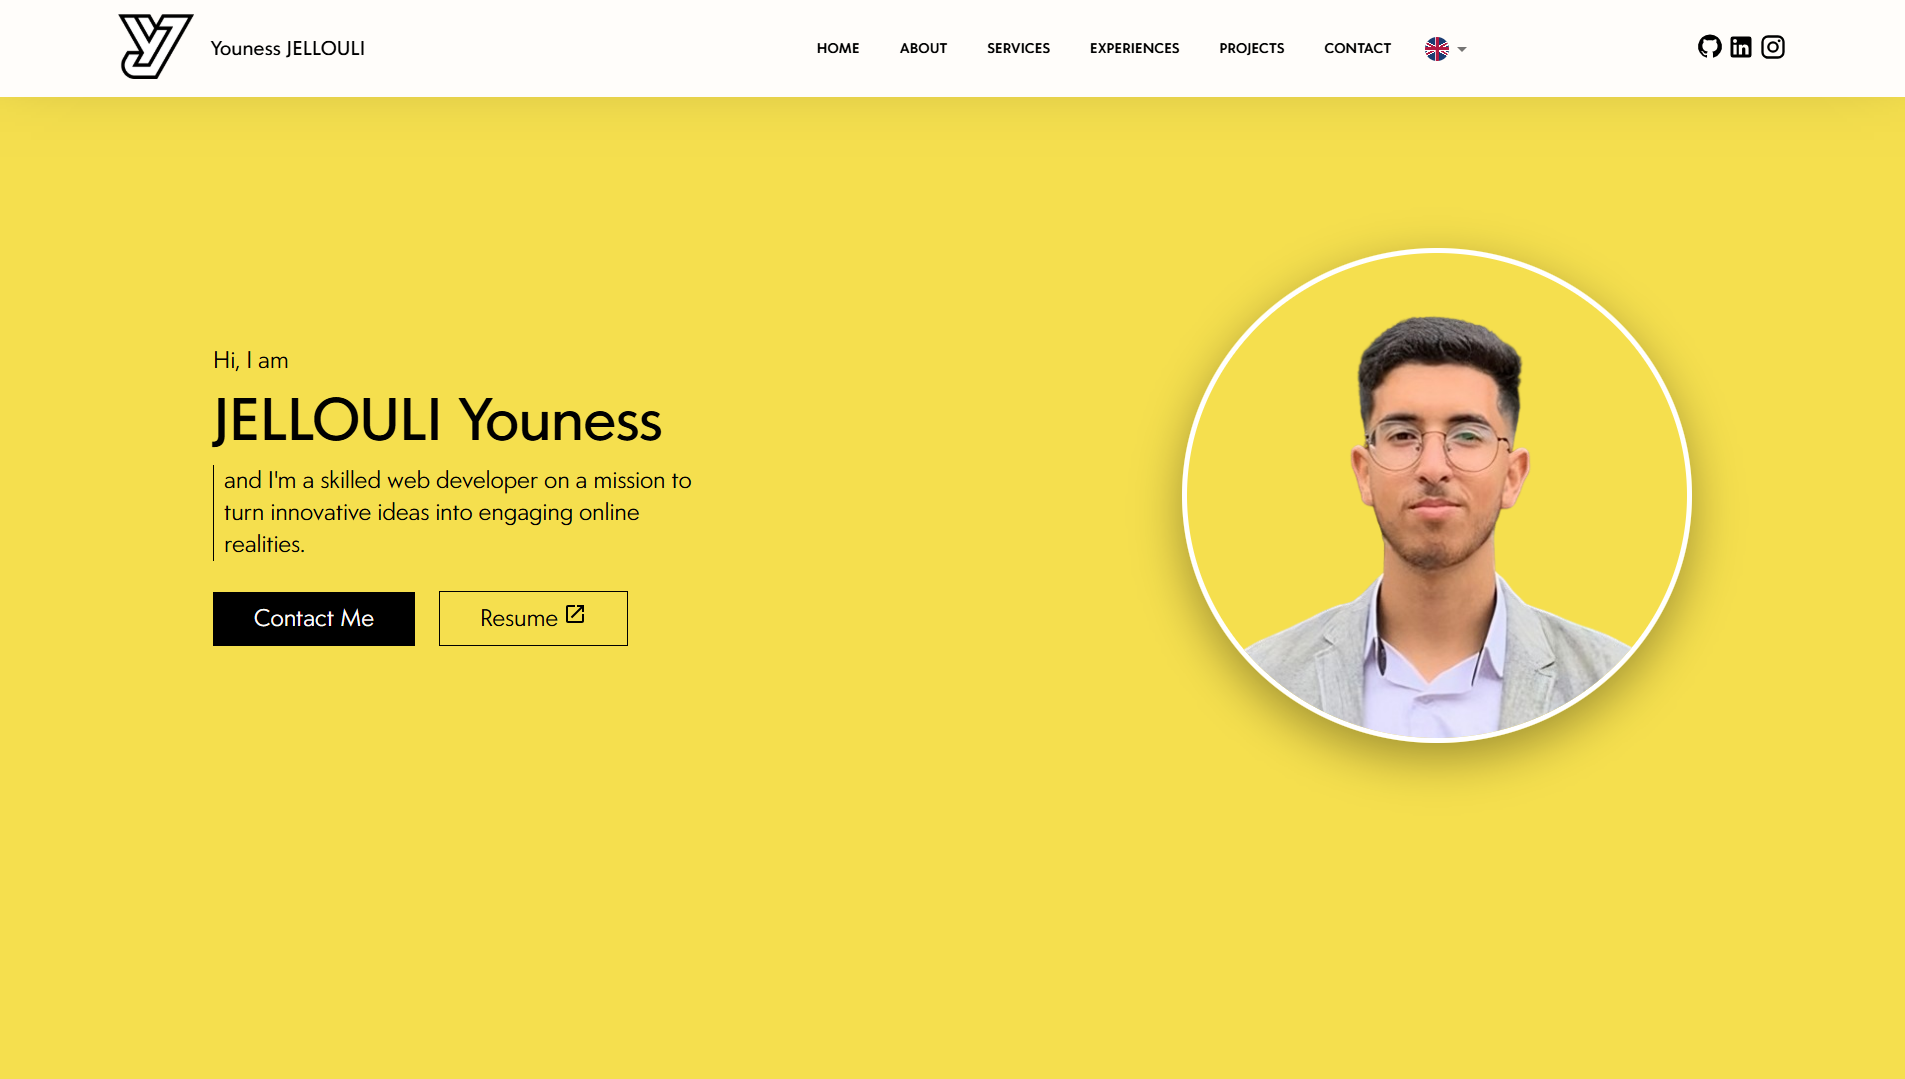 Youness JELLOULI
HOME ABOUT SERVICES EXPERIENCES PROJECTS CONTACT
Hi, I am
JELLOULI Youness
and I'm a skilled web developer on a mission to
turn innovative ideas into engaging online
realities.
Contact Me
Resume